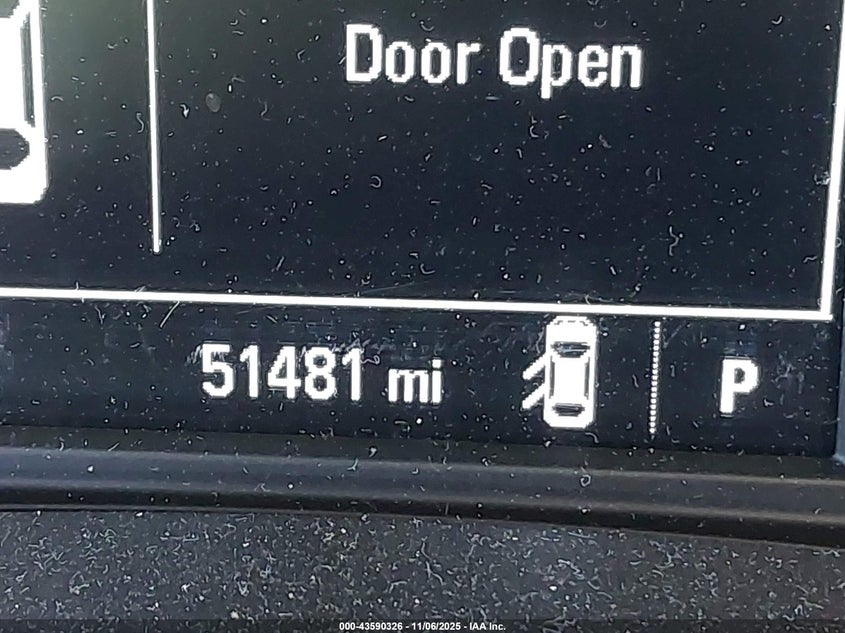 Door Open
51481 mi P
000-43590326 - 11/06/2025 - IAA Inc.